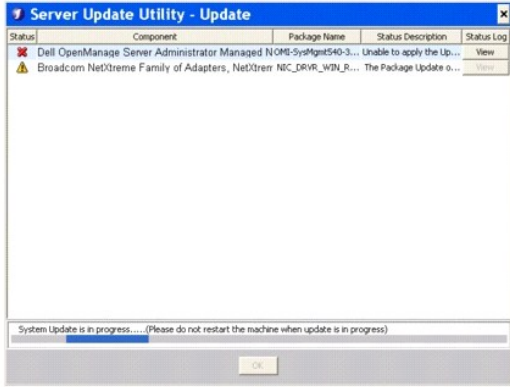 Server Update Utility - Update
Status Component Package Name Status Description Status Log
Dell OpenManage Server Administrator Managed N OMI-SysMgmt540-3... Unable to apply the Up... View
Broadcom NetXtreme Family of Adapters, NetXtrem NIC_DRVR_WIN_R... The Package Update o... View
System Update is in progress.....(Please do not restart the machine when update is in progress)
OK